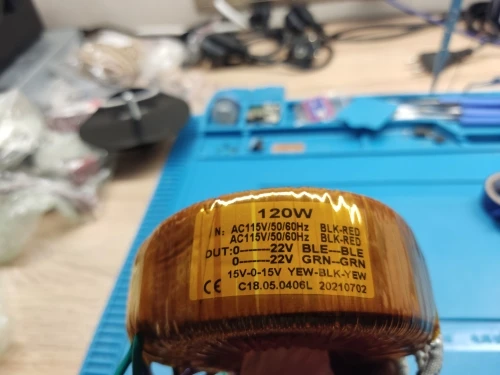 120W
IN: AC115V/50/60Hz BLK-RED
AC115V/50/60Hz BLK-RED
OUT:0——22V BLE—BLE
0——22V GRN—GRN
15V-0-15V YEW-BLK-YEW
CE C18.05.0406L 20210702